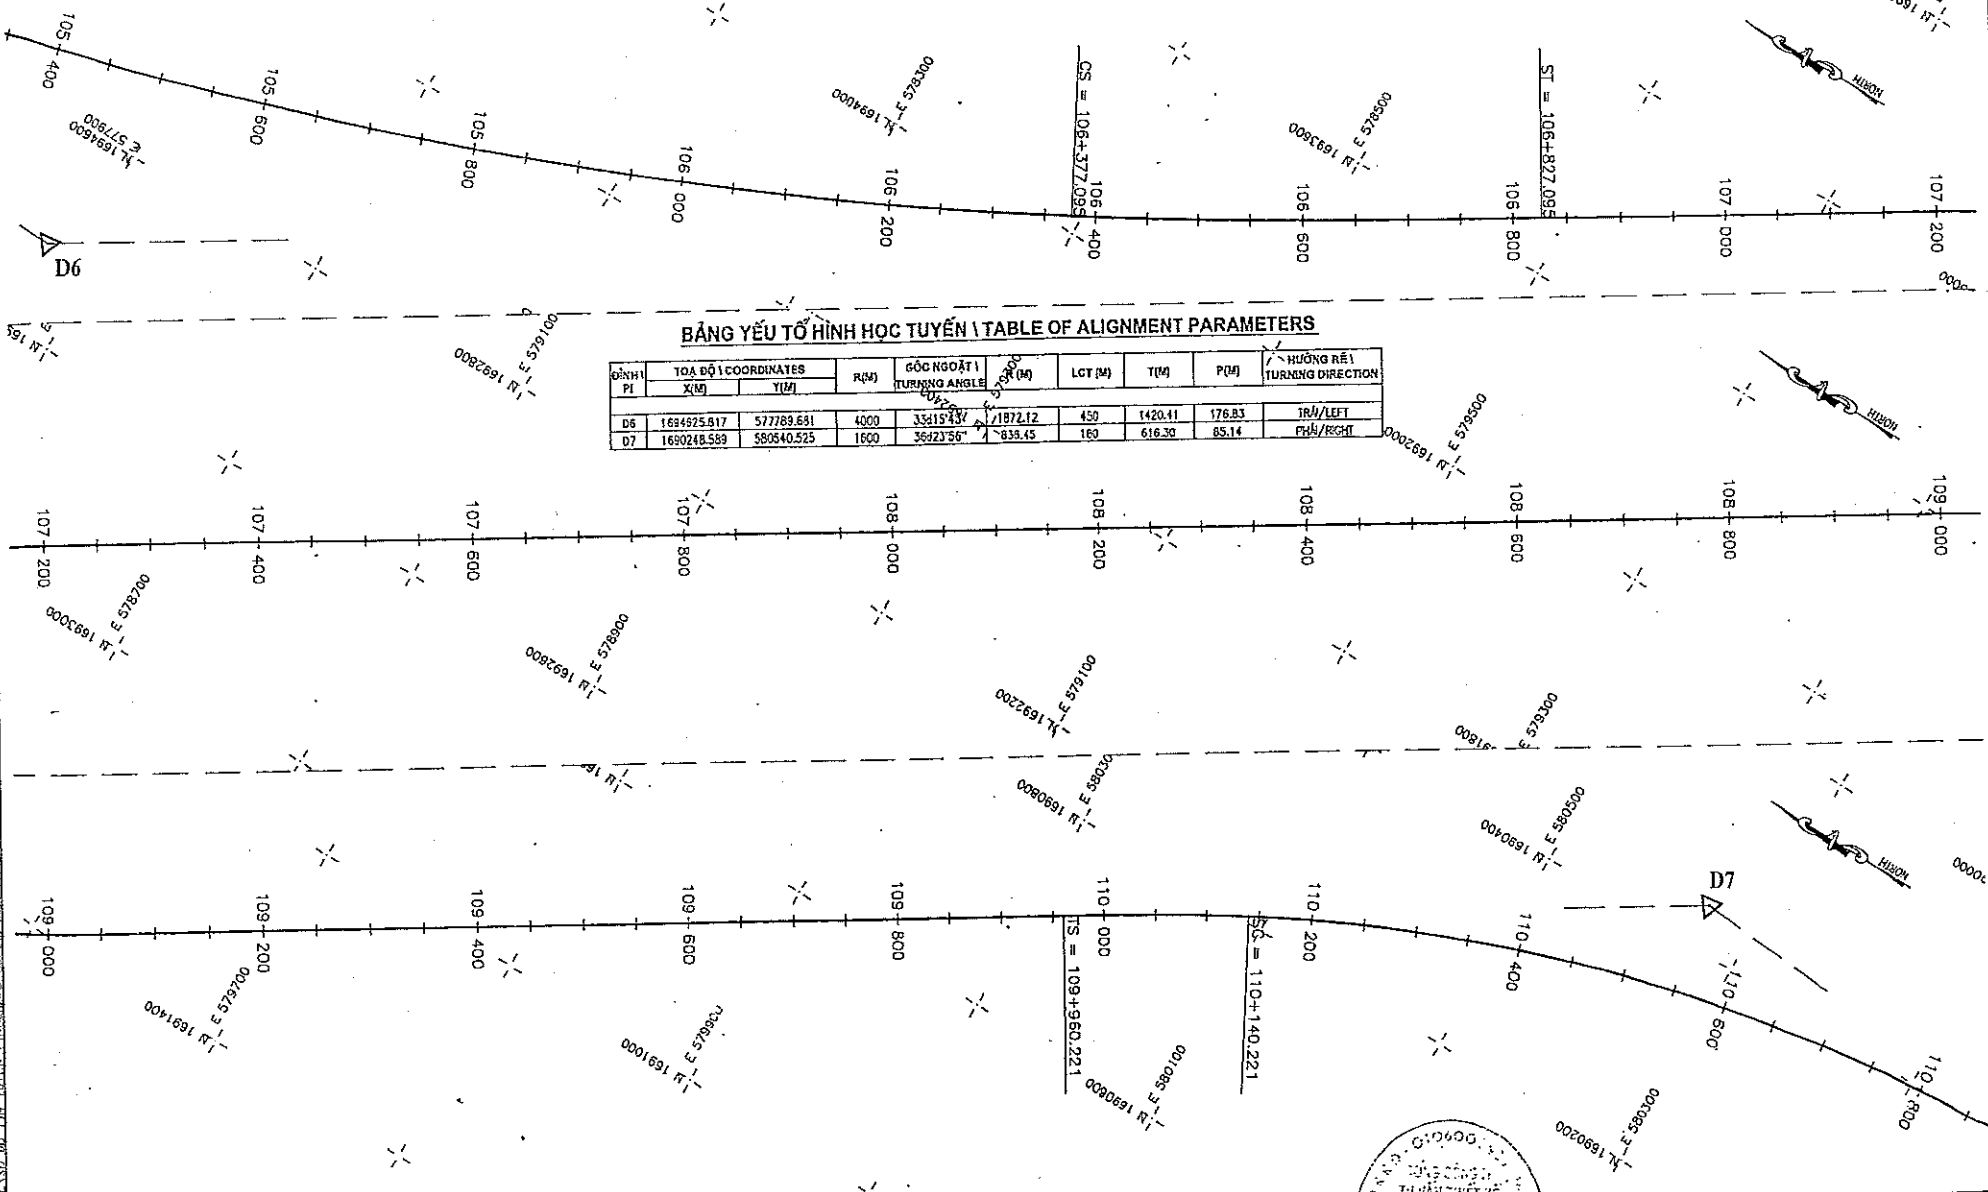 105 400
105 600
105 800
106 000
106 200
106 400
106 600
106 800
107 000
107 200
CS = 106+377.095
ST = 106+827.095
N 1694600
E 577900
N 1694000
E 578300
N 1693600
E 578500
NORTH
D6
N 1692800
E 579100
BẢNG YẾU TỐ HÌNH HỌC TUYẾN \ TABLE OF ALIGNMENT PARAMETERS
ĐỈNH \ PI
TOẠ ĐỘ \ COORDINATES
X(M)
Y(M)
R(M)
GÓC NGOẶT \ TURNING ANGLE
(M)
LCT (M)
T(M)
P(M)
HƯỚNG RẼ \ TURNING DIRECTION
D6 577789.681 4000 1872.12 450 1420.41 176.83 TRÁI/LEFT
D7 1690248.589 580540.525 1600 836.45 160 616.30 85.14 PHẢI/RIGHT
E 579300
N 1692000
E 579500
NORTH
107 200
107 400
107 600
107 800
108 000
108 200
108 400
108 600
108 800
109 000
N 1693000
E 578700
N 1692600
E 578900
N 1692200
E 579100
E 579300
N 1690800
N 1690400
E 580500
NORTH
D7
109 000
109 200
109 400
109 600
109 800
110 000
110 200
110 400
110 600
110 800
TS = 109+960.221
SC = 110+140.221
N 1691400
E 579700
N 1691000
E 579900
N 1690600
E 580100
N 1690200
E 580300